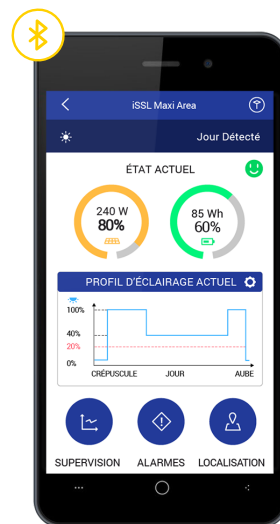 iSSL Maxi Area
Jour Détecté
ÉTAT ACTUEL
240 W
80%
85 Wh
60%
PROFIL D'ÉCLAIRAGE ACTUEL
100%
40%
20%
0%
CRÉPUSCULE JOUR AUBE
SUPERVISION ALARMES LOCALISATION